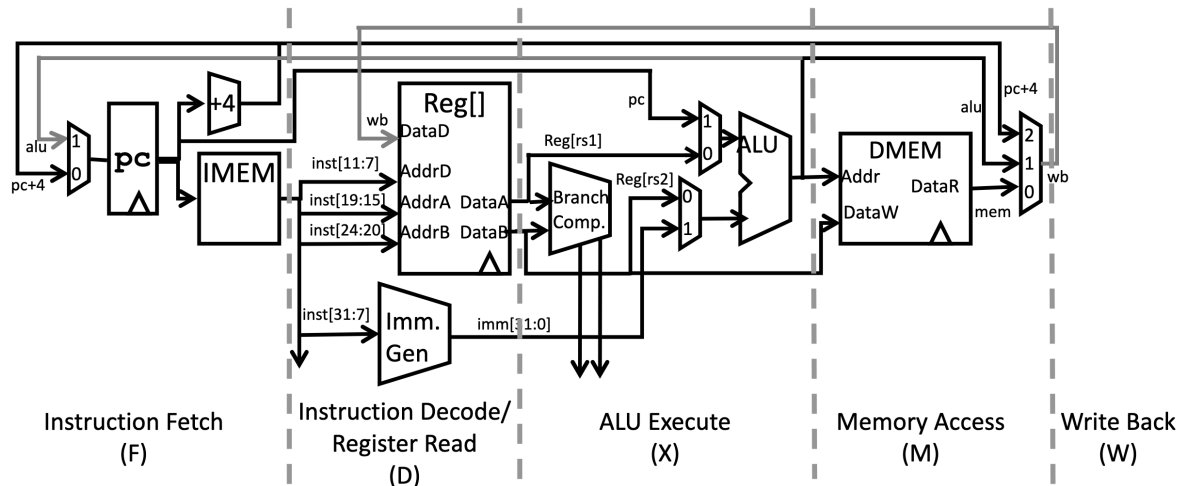 wb
pc+4
+4
Reg[]
pc
alu
wb
DataD
1
ALU
DMEM
2
alu
1
pc
inst[11:7]
Reg[rs1]
0
1
pc+4
0
IMEM
AddrD
Branch
Comp.
Reg[rs2]
Addr
DataR
0
wb
inst[19:15]
AddrA
DataA
0
mem
inst[24:20]
AddrB
DataB
1
DataW
inst[31:7]
Imm.
Gen
imm[31:0]
Instruction Fetch
(F)
Instruction Decode/
Register Read
(D)
ALU Execute
(X)
Memory Access
(M)
Write Back
(W)